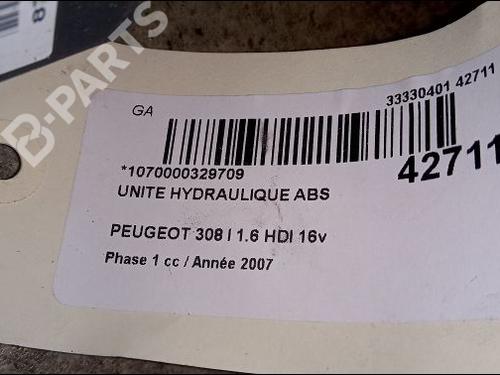 B-PARTS
GA
33330401 42711
*1070000329709
42711
UNITE HYDRAULIQUE ABS
PEUGEOT 308 I 1.6 HDI 16v
Phase 1 cc / Année 2007